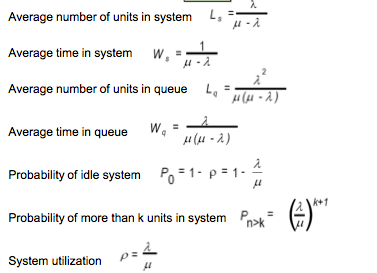 Average number of units in system L_s = λ / (μ - λ)
Average time in system W_s = 1 / (μ - λ)
Average number of units in queue L_q = λ² / (μ(μ - λ))
Average time in queue W_q = λ / (μ(μ - λ))
Probability of idle system P_0 = 1 - ρ = 1 - λ / μ
Probability of more than k units in system P_n>k = (λ / μ)^k+1
System utilization ρ = λ / μ